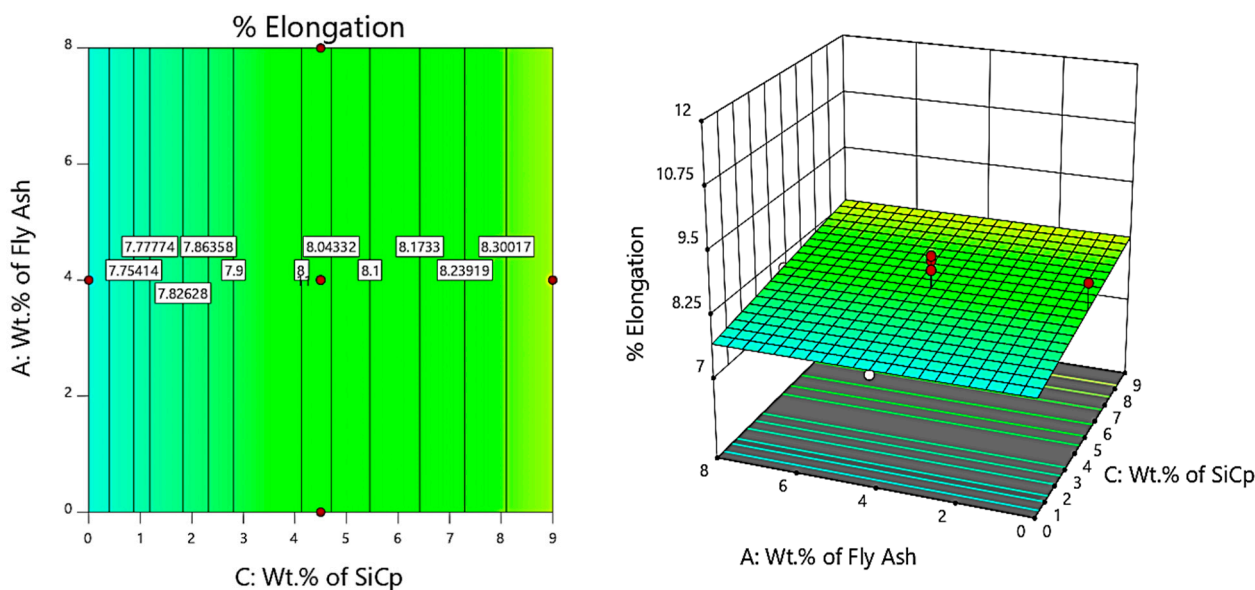 % Elongation
8
6
4
2
0
A: Wt.% of Fly Ash
7.77774
7.86358
8.04332
8.1733
8.30017
7.75414
7.9
8
8.1
8.23919
7.82628
11
0 1 2 3 4 5 6 7 8 9
C: Wt.% of SiCp
12
10.75
9.5
8.25
7
% Elongation
8 6 4 2 0
A: Wt.% of Fly Ash
0 1 2 3 4 5 6 7 8 9
C: Wt.% of SiCp